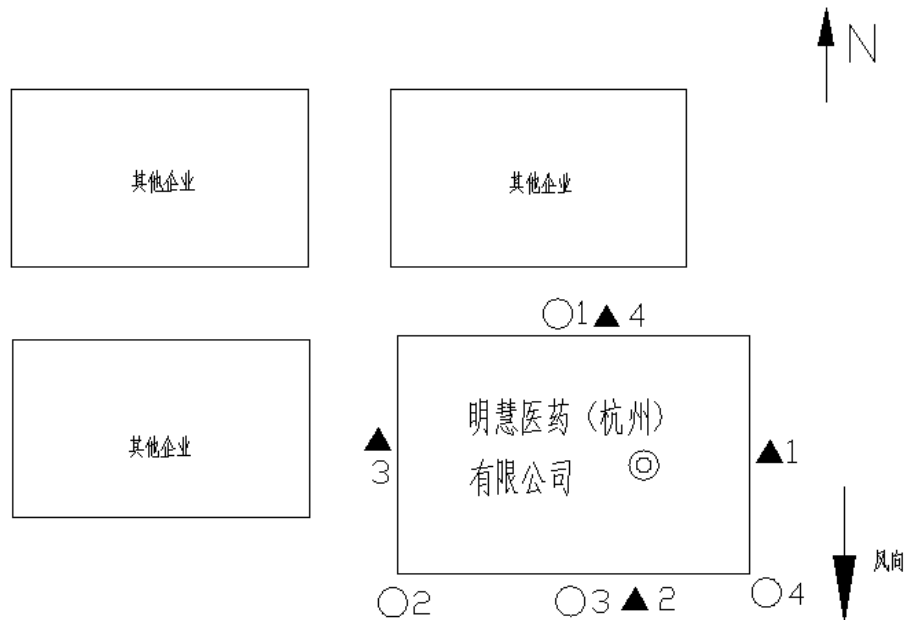 N
其他企业
其他企业
○1 ▲ 4
明慧医药（杭州）
有限公司 ◎
其他企业
▲
3
▲1
风向
○2
○3 ▲ 2
○4